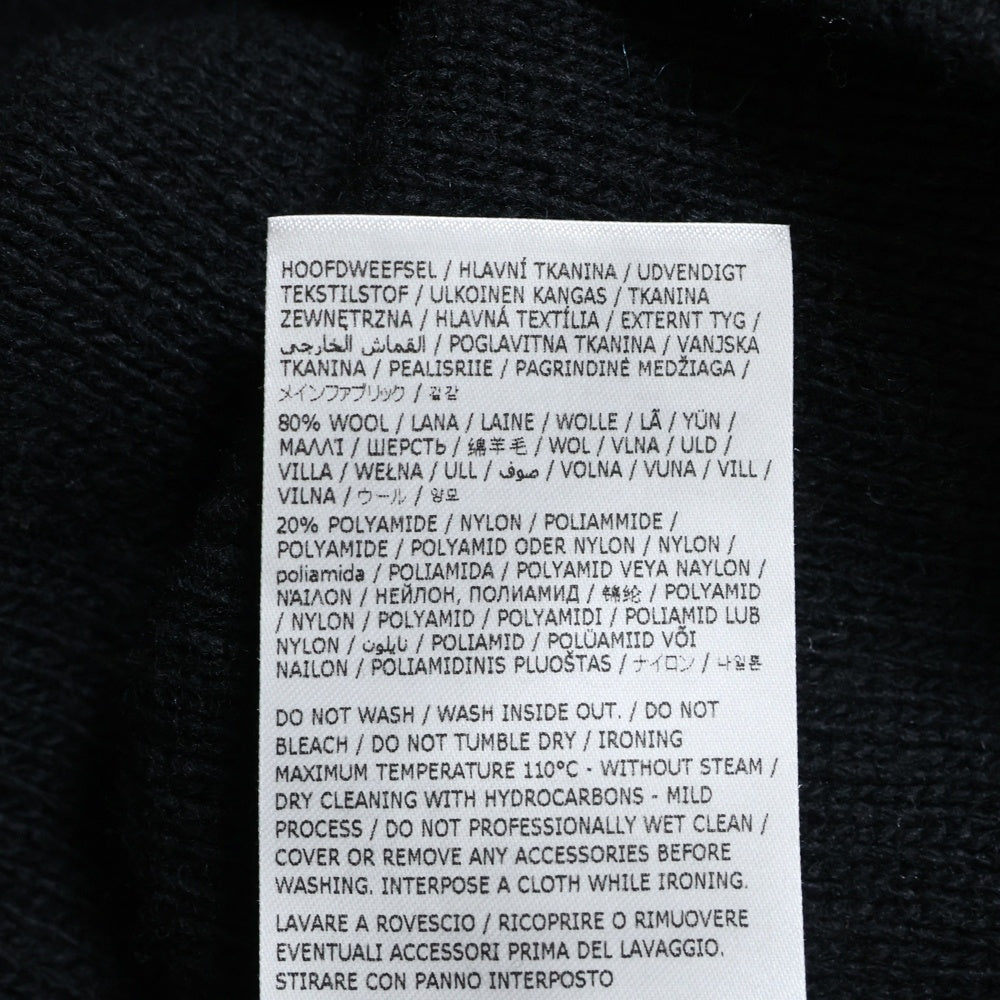 HOOFDWEEFSEL / HLAVNÍ TKANINA / UDVENDIGT
TEKSTILSTOF / ULKOINEN KANGAS / TKANINA
ZEWNĘTRZNA / HLAVNÁ TEXTÍLIA / EXTERNT TYG /
القماش الخارجي / POGLAVITNA TKANINA / VANJSKA
TKANINA / PEALISRIIE / PAGRINDINĖ MEDŽIAGA /
メインファブリック / 겉감
80% WOOL / LANA / LAINE / WOLLE / LÃ / YÜN /
ΜΑΛΛΊ / ШЕРСТЬ / 绵羊毛 / WOL / VLNA / ULD /
VILLA / WEŁNA / ULL / صوف / VOLNA / VUNA / VILL /
VILNA / ウール / 양모
20% POLYAMIDE / NYLON / POLIAMMIDE /
POLYAMIDE / POLYAMID ODER NYLON / NYLON /
poliamida / POLIAMIDA / POLYAMID VEYA NAYLON /
ΝΆΙΛΟΝ / НЕЙЛОН, ПОЛИАМИД / 锦纶 / POLYAMID
/ NYLON / POLYAMID / POLYAMIDI / POLIAMID LUB
NYLON / نايلون / POLIAMID / POLÜAMIID VÕI
NAILON / POLIAMIDINIS PLUOŠTAS / ナイロン / 나일론
DO NOT WASH / WASH INSIDE OUT. / DO NOT
BLEACH / DO NOT TUMBLE DRY / IRONING
MAXIMUM TEMPERATURE 110°C - WITHOUT STEAM /
DRY CLEANING WITH HYDROCARBONS - MILD
PROCESS / DO NOT PROFESSIONALLY WET CLEAN /
COVER OR REMOVE ANY ACCESSORIES BEFORE
WASHING. INTERPOSE A CLOTH WHILE IRONING.
LAVARE A ROVESCIO / RICOPRIRE O RIMUOVERE
EVENTUALI ACCESSORI PRIMA DEL LAVAGGIO.
STIRARE CON PANNO INTERPOSTO